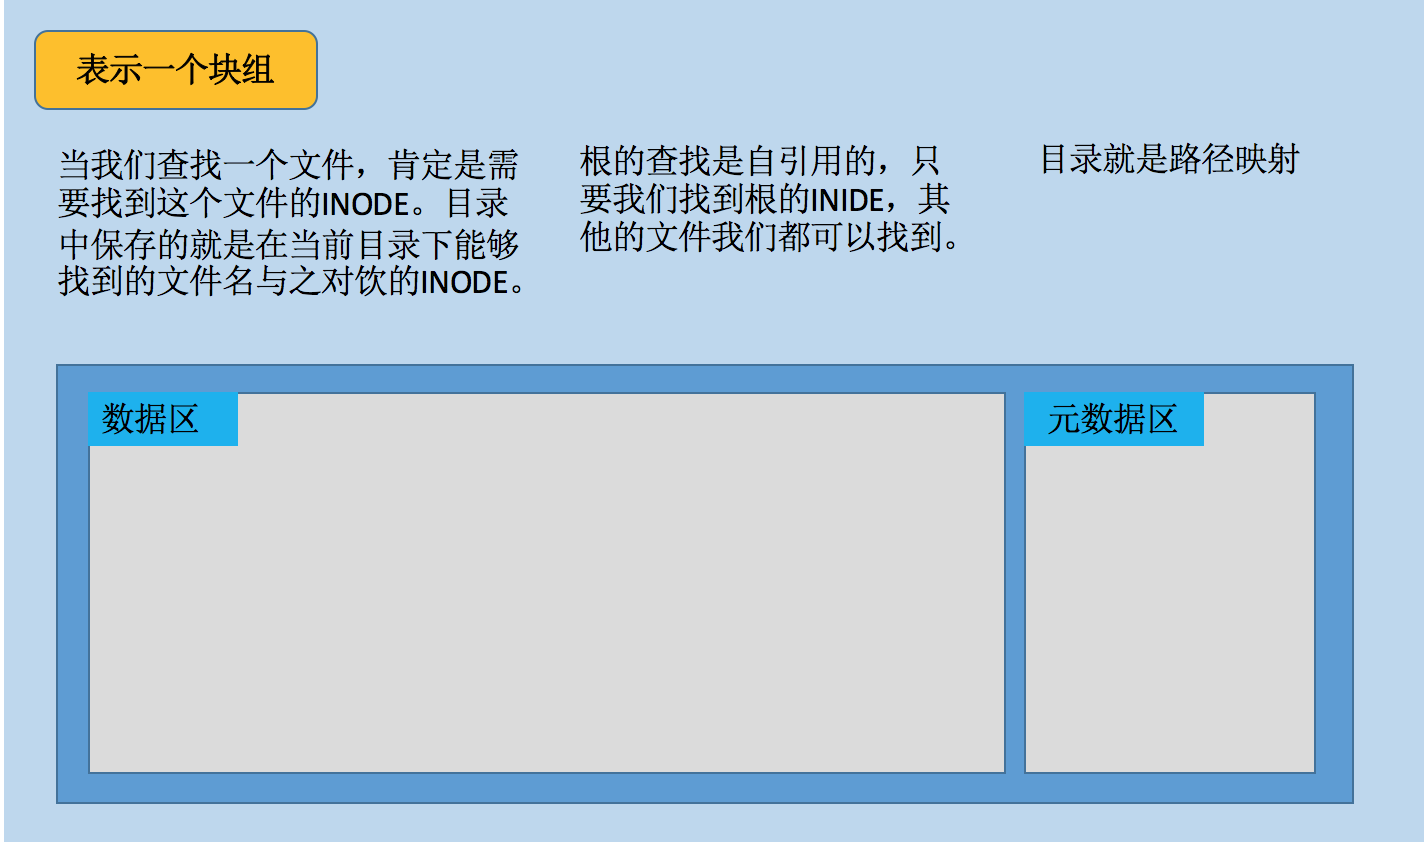 表示一个块组
当我们查找一个文件，肯定是需
要找到这个文件的INODE。目录
中保存的就是在当前目录下能够
找到的文件名与之对饮的INODE。
根的查找是自引用的，只
要我们找到根的INIDE，其
他的文件我们都可以找到。
目录就是路径映射
数据区
元数据区